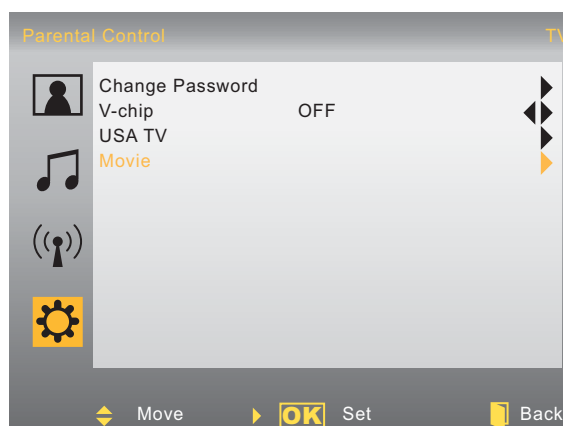 Parental Control TV
Change Password
V-chip OFF
USA TV
Movie
Move OK Set Back